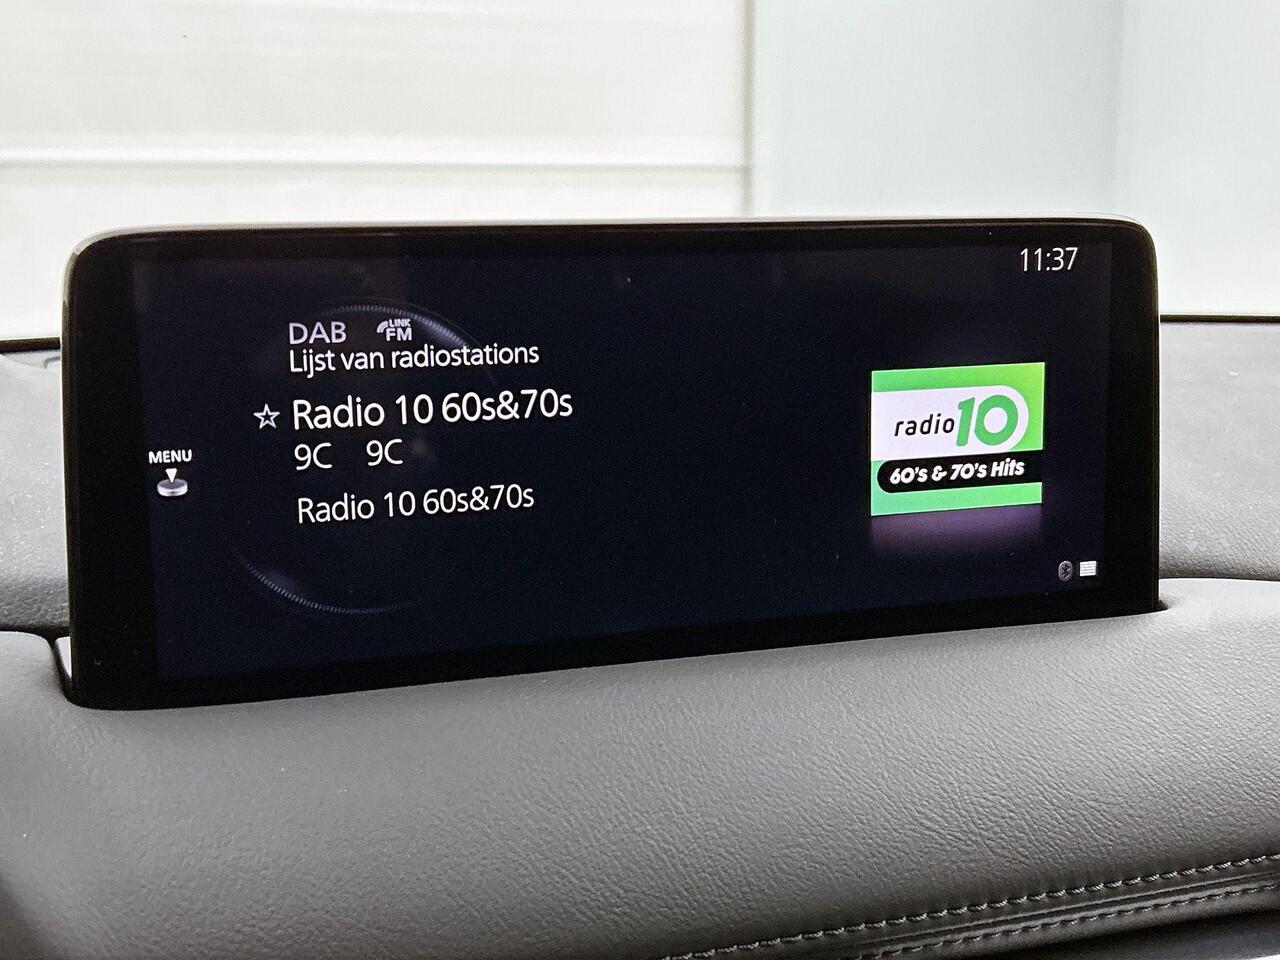 11:37
DAB LINK FM
Lijst van radiostations
Radio 10 60s&70s
9C 9C
MENU
Radio 10 60s&70s
radio10
60's & 70's Hits